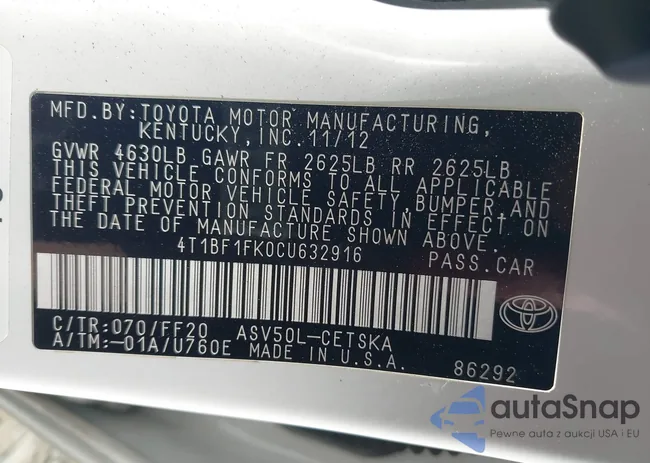 MFD.BY: TOYOTA MOTOR MANUFACTURING,
KENTUCKY, INC. 11/12
GVWR 4630LB GAWR FR 2625LB RR 2625LB
THIS VEHICLE CONFORMS TO ALL APPLICABLE
FEDERAL MOTOR VEHICLE SAFETY, BUMPER, AND
THEFT PREVENTION STANDARDS IN EFFECT ON
THE DATE OF MANUFACTURE SHOWN ABOVE.
4T1BF1FK0CU632916 PASS.CAR
C/TR:070/FF20 ASV50L-CETSKA
A/TM:-01A/U760E MADE IN U.S.A.
86292
autaSnap
Pewne auta z aukcji USA i EU